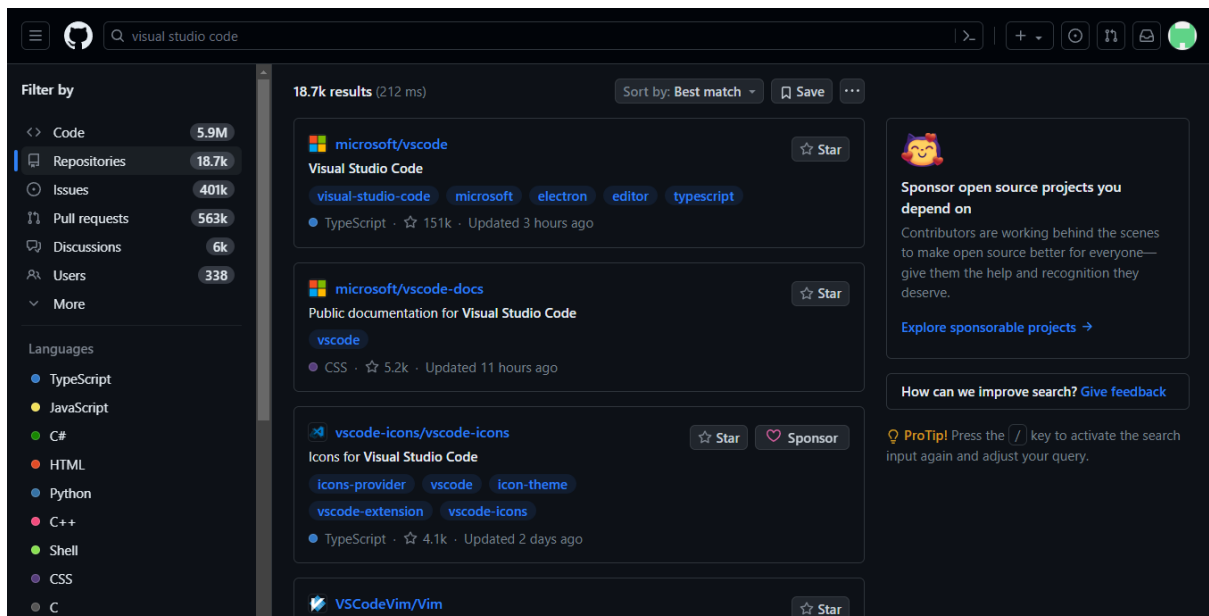 visual studio code
Filter by
Code 5.9M
Repositories 18.7k
Issues 401k
Pull requests 563k
Discussions 6k
Users 338
More
Languages
TypeScript
JavaScript
C#
HTML
Python
C++
Shell
CSS
C
18.7k results (212 ms)
Sort by: Best match
Save
microsoft/vscode
Star
Visual Studio Code
visual-studio-code microsoft electron editor typescript
TypeScript · 151k · Updated 3 hours ago
microsoft/vscode-docs
Star
Public documentation for Visual Studio Code
vscode
CSS · 5.2k · Updated 11 hours ago
vscode-icons/vscode-icons
Star
Sponsor
Icons for Visual Studio Code
icons-provider vscode icon-theme
vscode-extension vscode-icons
TypeScript · 4.1k · Updated 2 days ago
VSCodeVim/Vim
Star
Sponsor open source projects you
depend on
Contributors are working behind the scenes
to make open source better for everyone—
give them the help and recognition they
deserve.
Explore sponsorable projects →
How can we improve search? Give feedback
ProTip! Press the / key to activate the search
input again and adjust your query.